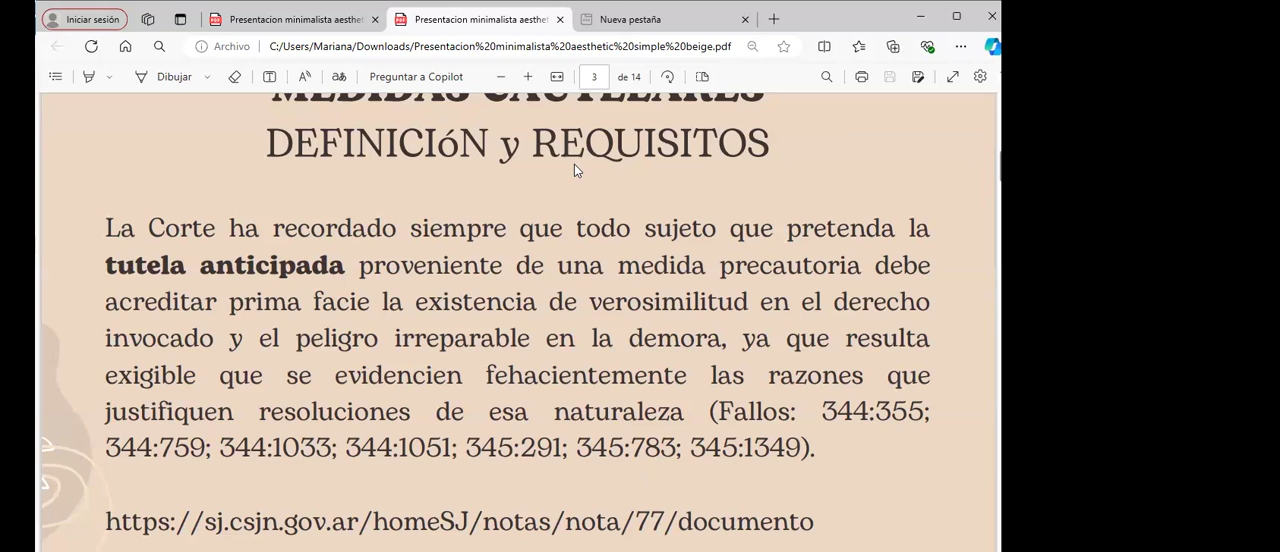 Iniciar sesión
Presentacion minimalista aesthet
Presentacion minimalista aesthet
Nueva pestaña
Archivo
C:/Users/Mariana/Downloads/Presentacion%20minimalista%20aesthetic%20simple%20beige.pdf
Dibujar
Preguntar a Copilot
3
de 14
MEDIDAS CAUTELARES
DEFINICIóN y REQUISITOS
La Corte ha recordado siempre que todo sujeto que pretenda la
tutela anticipada proveniente de una medida precautoria debe
acreditar prima facie la existencia de verosimilitud en el derecho
invocado y el peligro irreparable en la demora, ya que resulta
exigible que se evidencien fehacientemente las razones que
justifiquen resoluciones de esa naturaleza (Fallos: 344:355;
344:759; 344:1033; 344:1051; 345:291; 345:783; 345:1349).
https://sj.csjn.gov.ar/homeSJ/notas/nota/77/documento